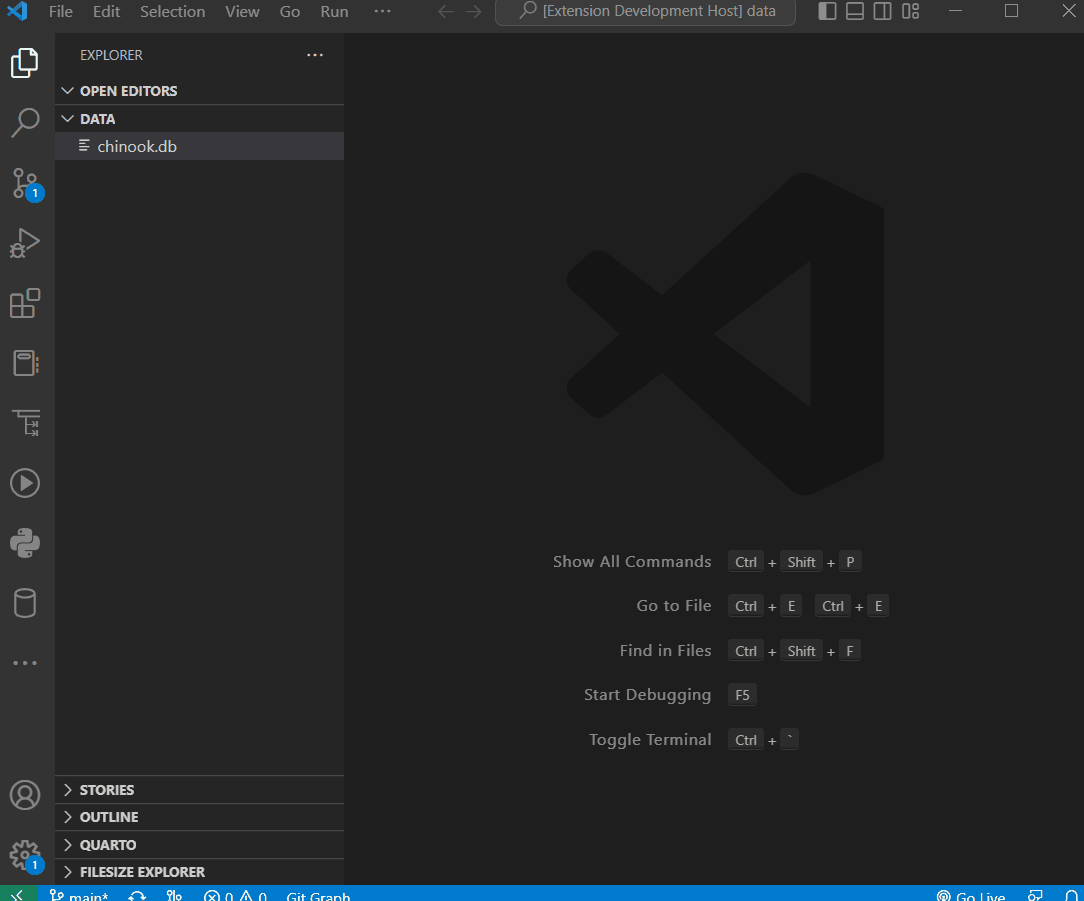 File Edit Selection View Go Run ··· [Extension Development Host] data
EXPLORER ···
OPEN EDITORS
DATA
chinook.db
1
Show All Commands Ctrl + Shift + P
Go to File Ctrl + E Ctrl + E
Find in Files Ctrl + Shift + F
Start Debugging F5
Toggle Terminal Ctrl + `
STORIES
OUTLINE
QUARTO
1
FILESIZE EXPLORER
main* 0 0 Git Graph Go Live